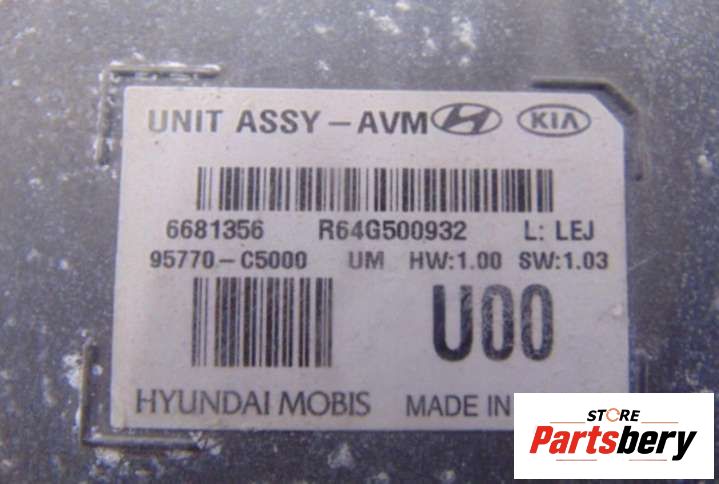 UNIT ASSY-AVM KIA
6681356 R64G500932 L: LEJ
95770-C5000 UM HW:1.00 SW:1.03
U00
HYUNDAI MOBIS MADE IN
STORE
Partsbery